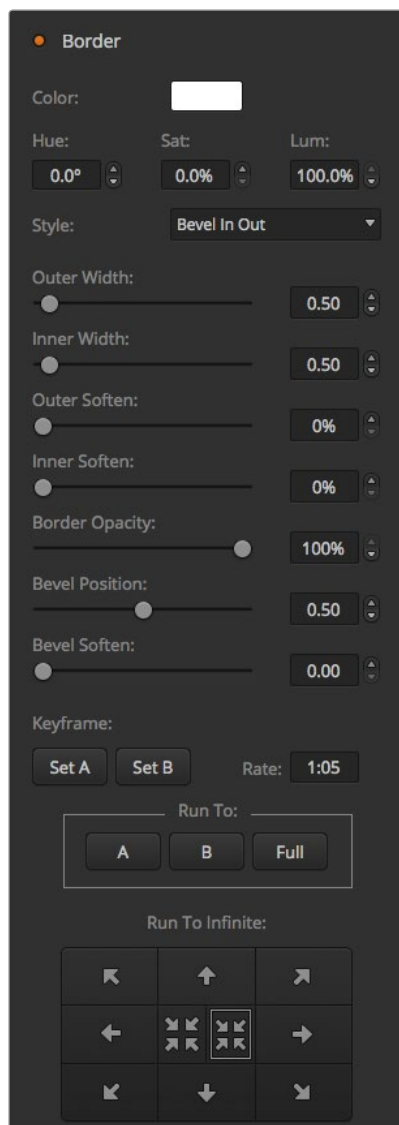 Border
Color:
Hue: Sat: Lum:
0.0° 0.0% 100.0%
Style: Bevel In Out
Outer Width:
0.50
Inner Width:
0.50
Outer Soften:
0%
Inner Soften:
0%
Border Opacity:
100%
Bevel Position:
0.50
Bevel Soften:
0.00
Keyframe:
Set A Set B Rate: 1:05
Run To:
A B Full
Run To Infinite: